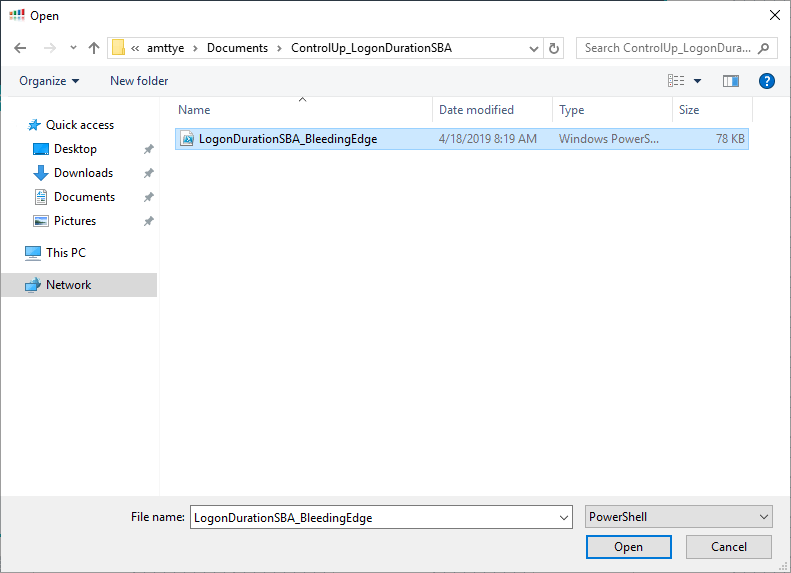 Open
« amttye › Documents › ControlUp_LogonDurationSBA
Search ControlUp_LogonDura...
Organize New folder
?
Name Date modified Type Size
LogonDurationSBA_BleedingEdge 4/18/2019 8:19 AM Windows PowerS... 78 KB
Quick access
Desktop
Downloads
Documents
Pictures
This PC
Network
File name: LogonDurationSBA_BleedingEdge PowerShell
Open Cancel